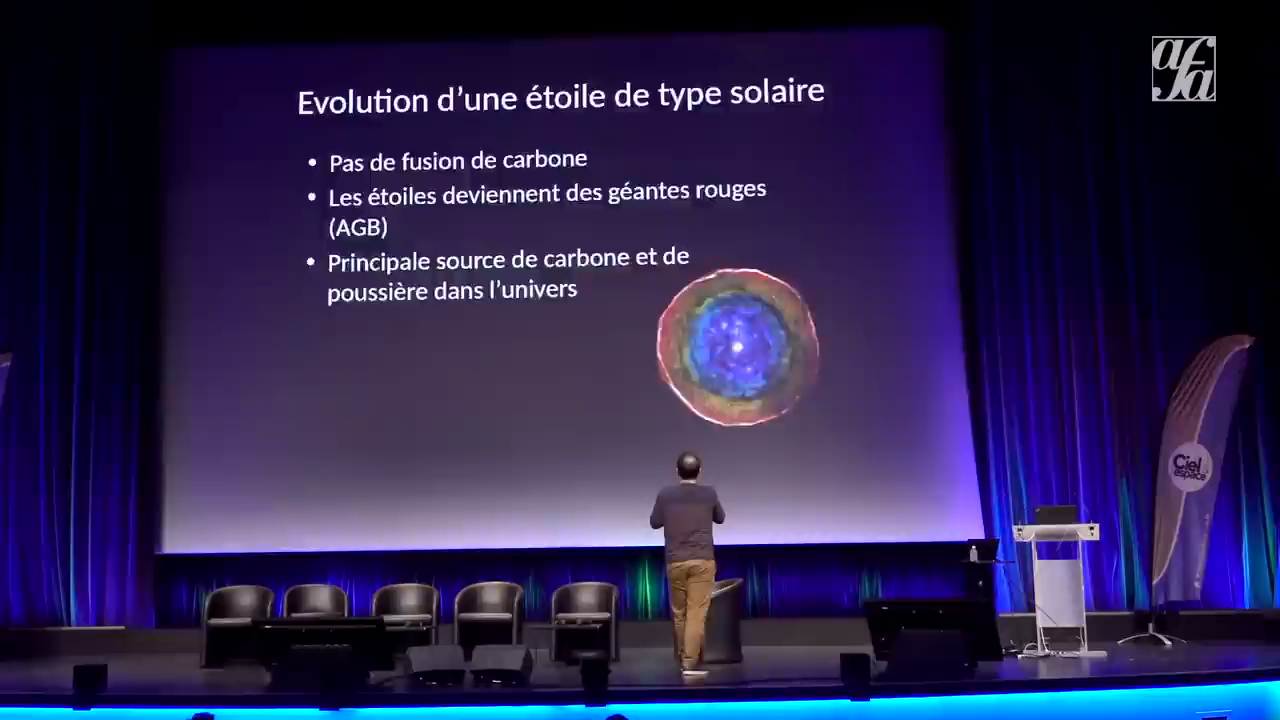 afa
Evolution d’une étoile de type solaire
• Pas de fusion de carbone
• Les étoiles deviennent des géantes rouges
(AGB)
• Principale source de carbone et de
poussière dans l’univers
Ciel
espace